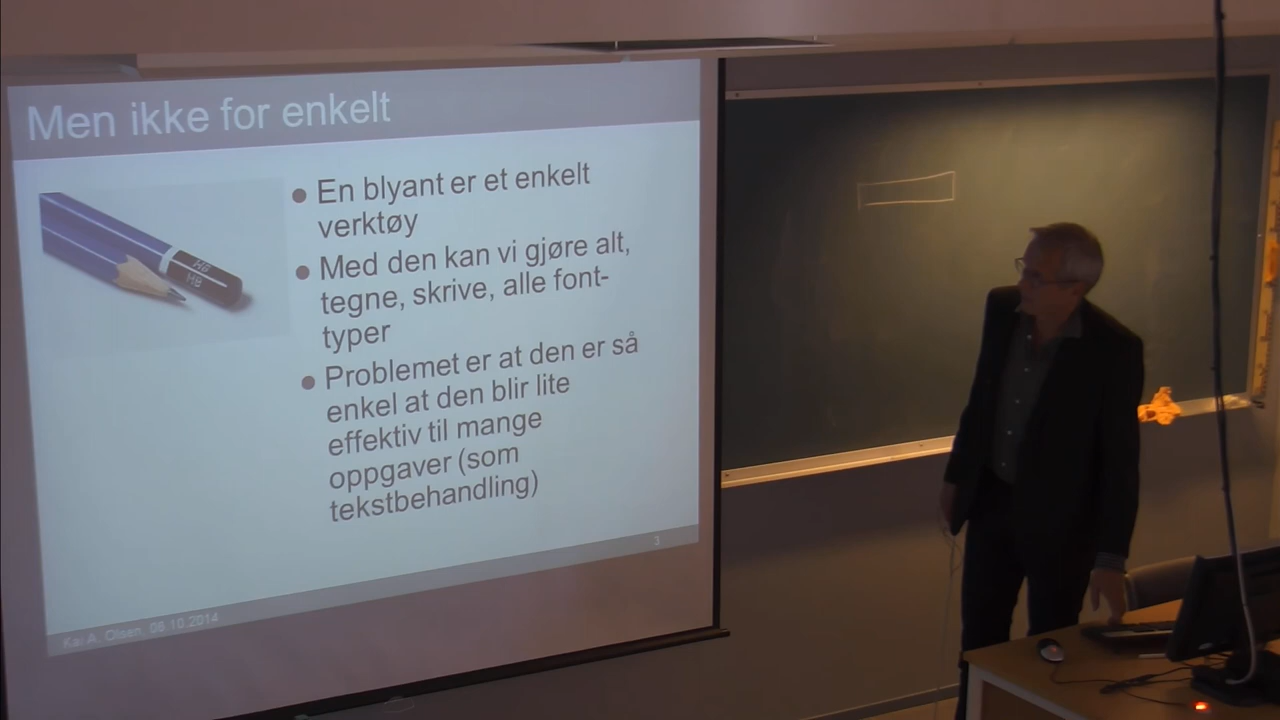 Men ikke for enkelt
En blyant er et enkelt
verktøy
Med den kan vi gjøre alt,
tegne, skrive, alle font-
typer
Problemet er at den er så
enkel at den blir lite
effektiv til mange
oppgaver (som
tekstbehandling)
HB
HB
3
Kai A. Olsen, 06.10.2014